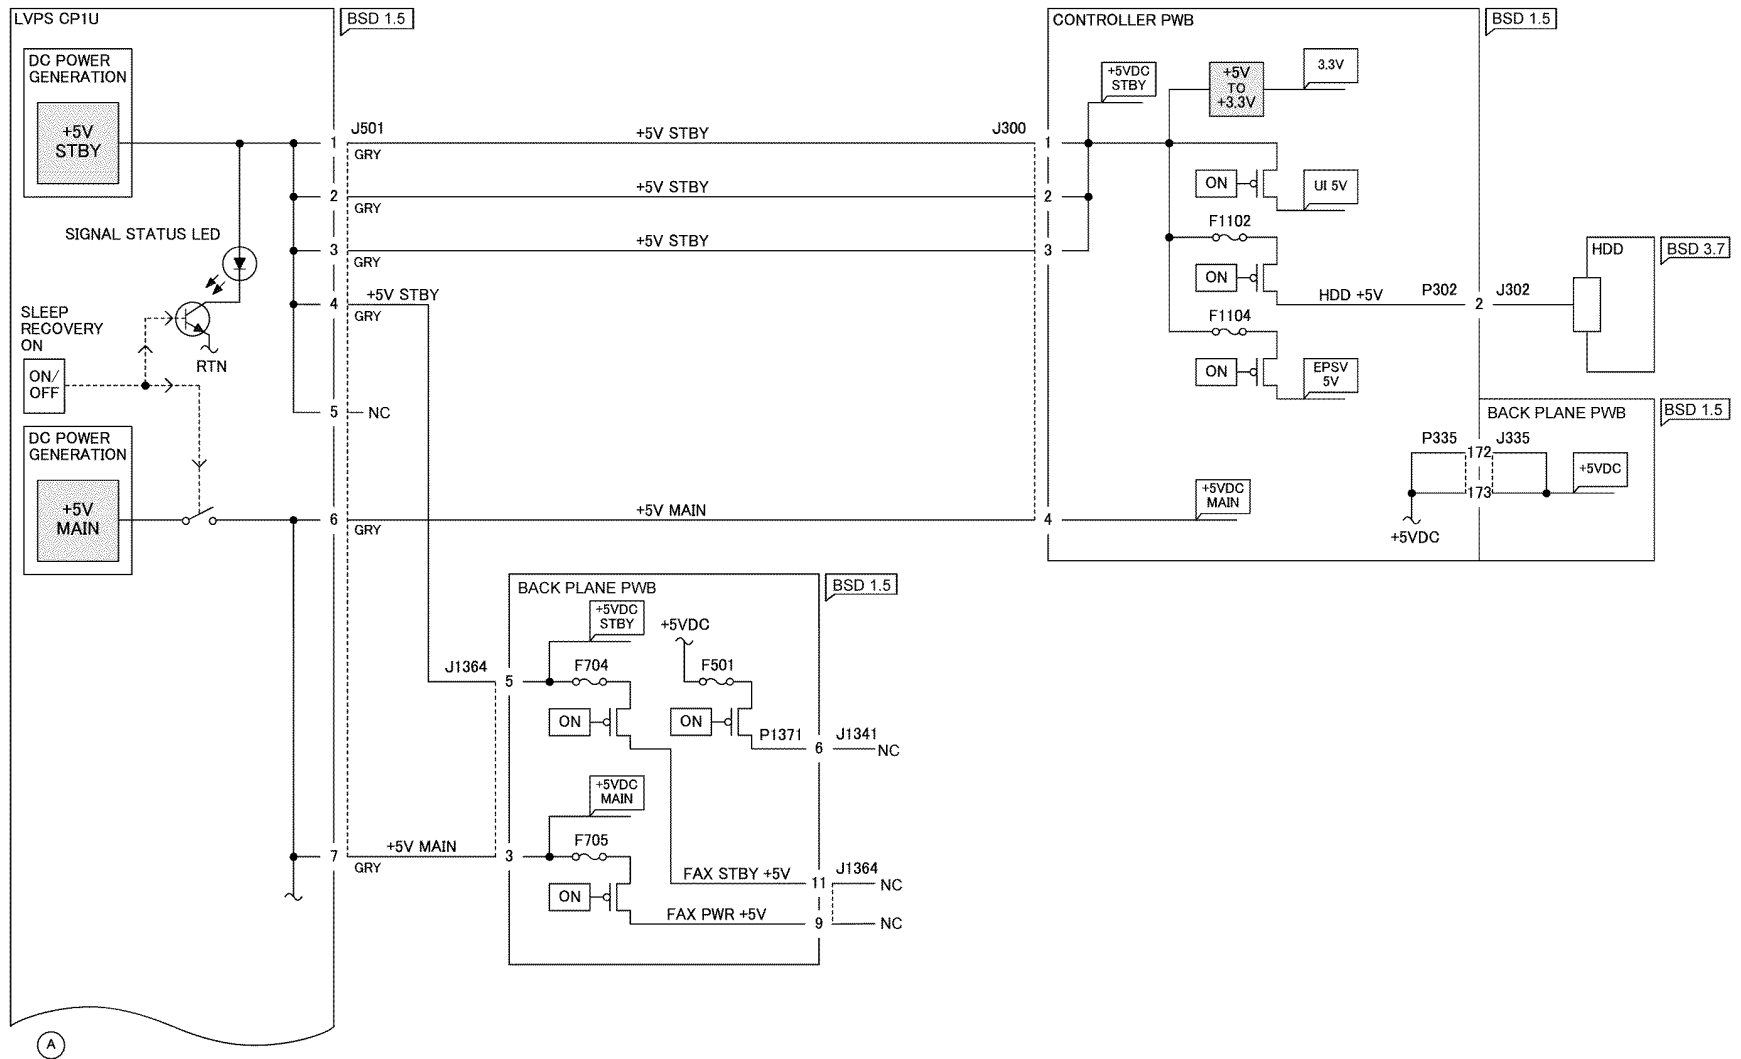 LVPS CP1U
BSD 1.5
DC POWER
GENERATION
+5V
STBY
SIGNAL STATUS LED
SLEEP
RECOVERY
ON
RTN
ON/
OFF
DC POWER
GENERATION
+5V
MAIN
A
J501
1
GRY
+5V STBY
2
GRY
+5V STBY
3
GRY
+5V STBY
4
GRY
+5V STBY
5
NC
6
GRY
+5V MAIN
7
GRY
+5V MAIN
J300
1
2
3
4
CONTROLLER PWB
BSD 1.5
+5VDC
STBY
+5V
TO
+3.3V
3.3V
ON
UI 5V
F1102
ON
HDD +5V
P302
2
J302
HDD
BSD 3.7
F1104
ON
EPSV
5V
+5VDC
MAIN
BACK PLANE PWB
BSD 1.5
P335
172
J335
173
+5VDC
+5VDC
BACK PLANE PWB
BSD 1.5
+5VDC
STBY
+5VDC
J1364
5
F704
F501
ON
ON
P1371
6
J1341
NC
+5VDC
MAIN
3
F705
ON
FAX STBY +5V
11
J1364
NC
FAX PWR +5V
9
NC